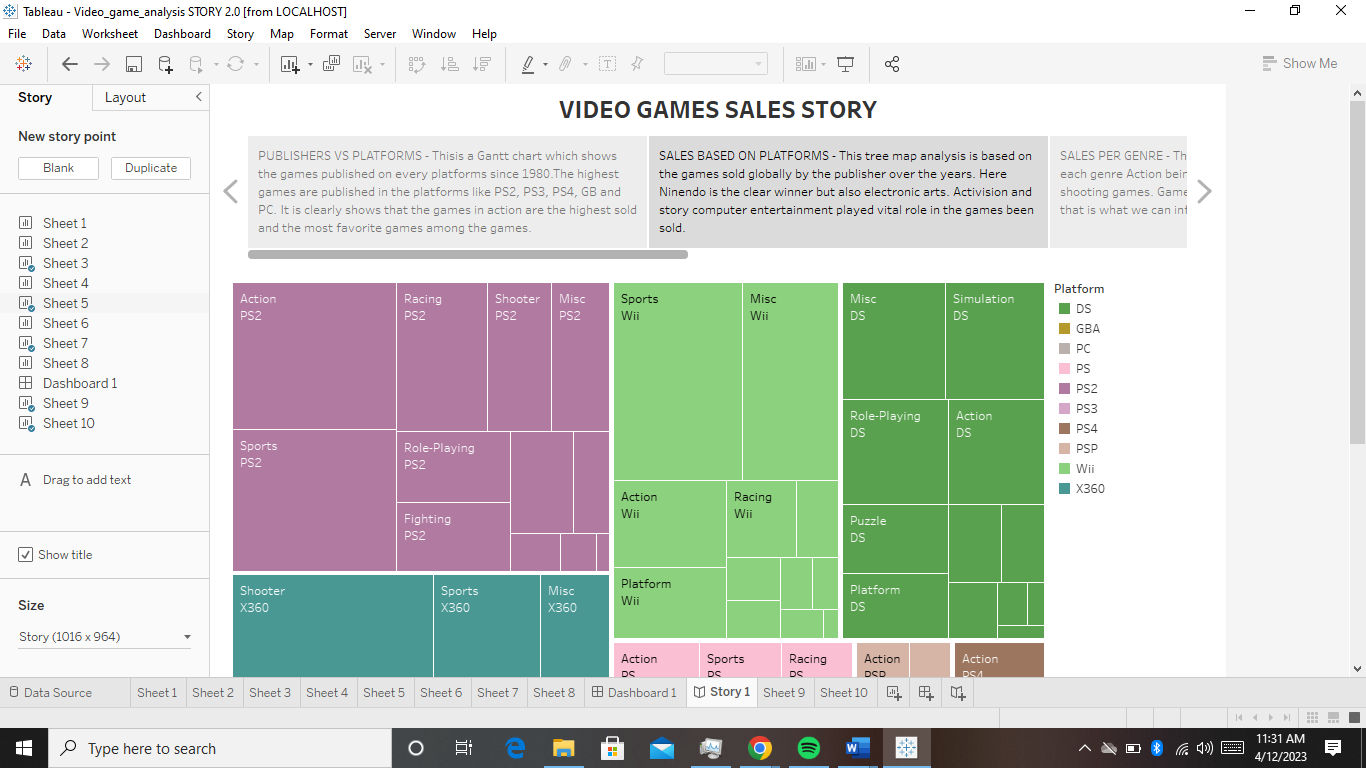 Tableau - Video_game_analysis STORY 2.0 [from LOCALHOST]
File Data Worksheet Dashboard Story Map Format Server Window Help
Show Me
Story Layout
New story point
Blank Duplicate
Sheet 1
Sheet 2
Sheet 3
Sheet 4
Sheet 5
Sheet 6
Sheet 7
Sheet 8
Dashboard 1
Sheet 9
Sheet 10
A Drag to add text
Show title
Size
Story (1016 x 964)
VIDEO GAMES SALES STORY
PUBLISHERS VS PLATFORMS - Thisis a Gantt chart which shows
the games published on every platforms since 1980.The highest
games are published in the platforms like PS2, PS3, PS4, GB and
PC. It is clearly shows that the games in action are the highest sold
and the most favorite games among the games.
SALES BASED ON PLATFORMS - This tree map analysis is based on
the games sold globally by the publisher over the years. Here
Ninendo is the clear winner but also electronic arts. Activision and
story computer entertainment played vital role in the games been
sold.
SALES PER GENRE - Th
each genre Action bein
shooting games. Game
that is what we can inf
Action
PS2
Racing
PS2
Shooter
PS2
Misc
PS2
Sports
PS2
Role-Playing
PS2
Fighting
PS2
Shooter
X360
Sports
X360
Misc
X360
Sports
Wii
Misc
Wii
Action
Wii
Racing
Wii
Platform
Wii
Misc
DS
Simulation
DS
Role-Playing
DS
Action
DS
Puzzle
DS
Platform
DS
Action
PS
Sports
PS
Racing
PS
Action
PSP
Action
PS4
Platform
DS
GBA
PC
PS
PS2
PS3
PS4
PSP
Wii
X360
Data Source Sheet 1 Sheet 2 Sheet 3 Sheet 4 Sheet 5 Sheet 6 Sheet 7 Sheet 8 Dashboard 1 Story 1 Sheet 9 Sheet 10
Type here to search
11:31 AM
4/12/2023